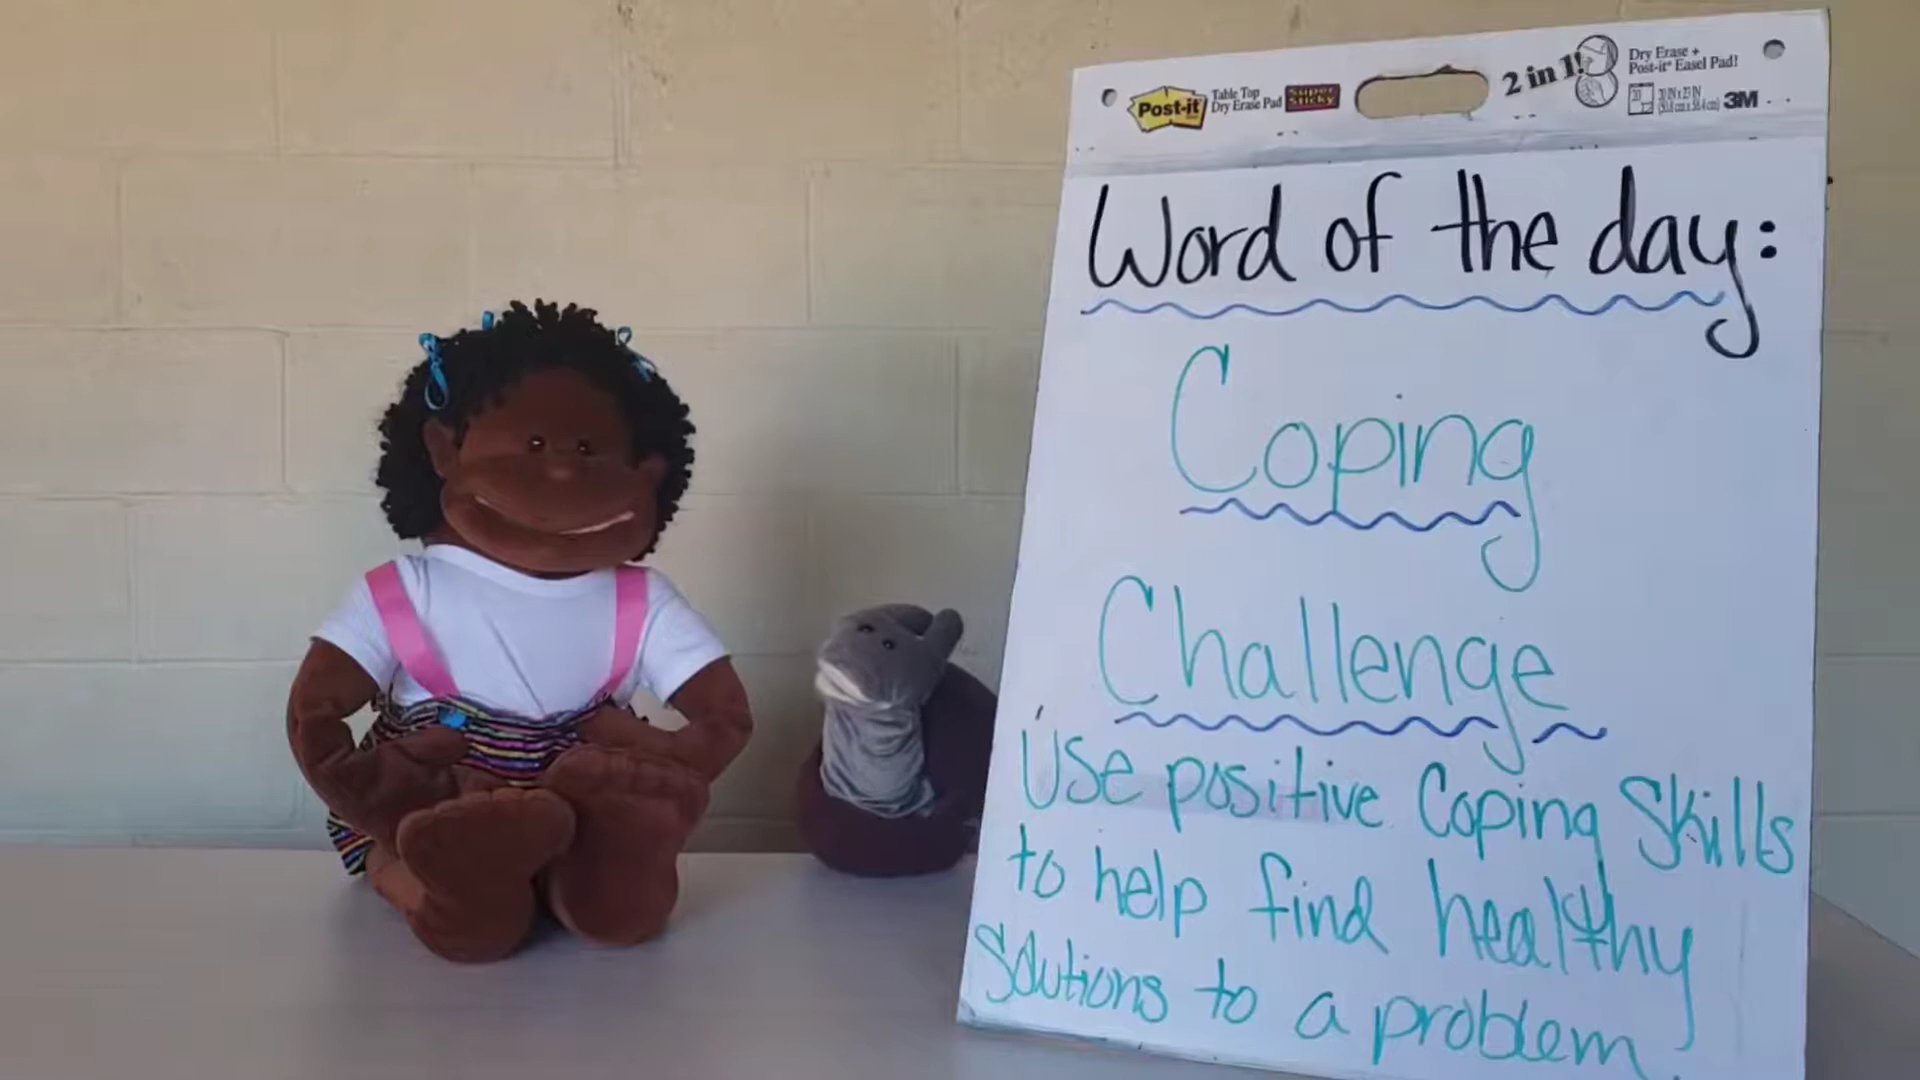 Post-it
Table Top
Dry Erase Pad
Super
Sticky
2 in 1!
Dry Erase +
Post-it® Easel Pad!
20
3M
Word of the day:
Coping
Challenge
Use positive Coping Skills
to help find healthy
Solutions to a problem.